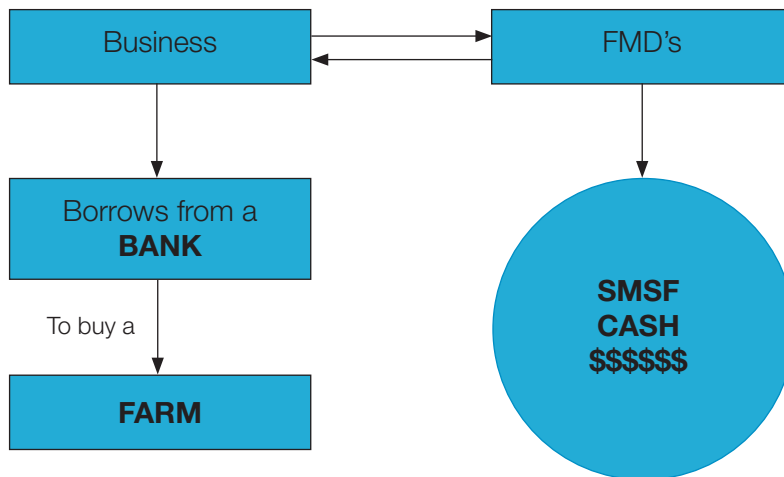 Business
FMD's
Borrows from a
BANK
To buy a
FARM
SMSF
CASH
$$$$$$